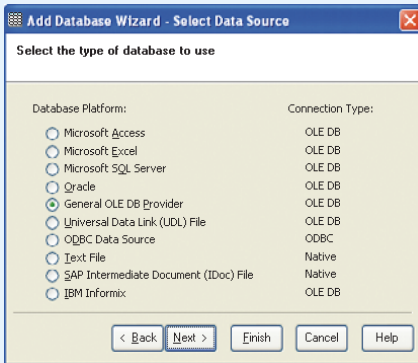 Add Database Wizard - Select Data Source
Select the type of database to use
Database Platform: Connection Type:
Microsoft Access OLE DB
Microsoft Excel OLE DB
Microsoft SQL Server OLE DB
Oracle OLE DB
General OLE DB Provider OLE DB
Universal Data Link (UDL) File OLE DB
ODBC Data Source ODBC
Text File Native
SAP Intermediate Document (IDoc) File Native
IBM Informix OLE DB
< Back Next > Finish Cancel Help